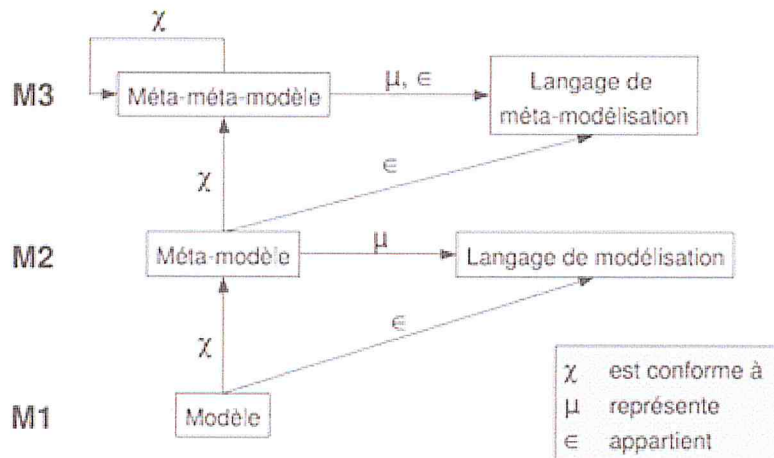 χ
M3
Méta-méta-modèle
μ, ∈
Langage de
méta-modélisation
χ
∈
M2
Méta-modèle
μ
Langage de modélisation
χ
∈
M1
Modèle
χ est conforme à
μ représente
∈ appartient